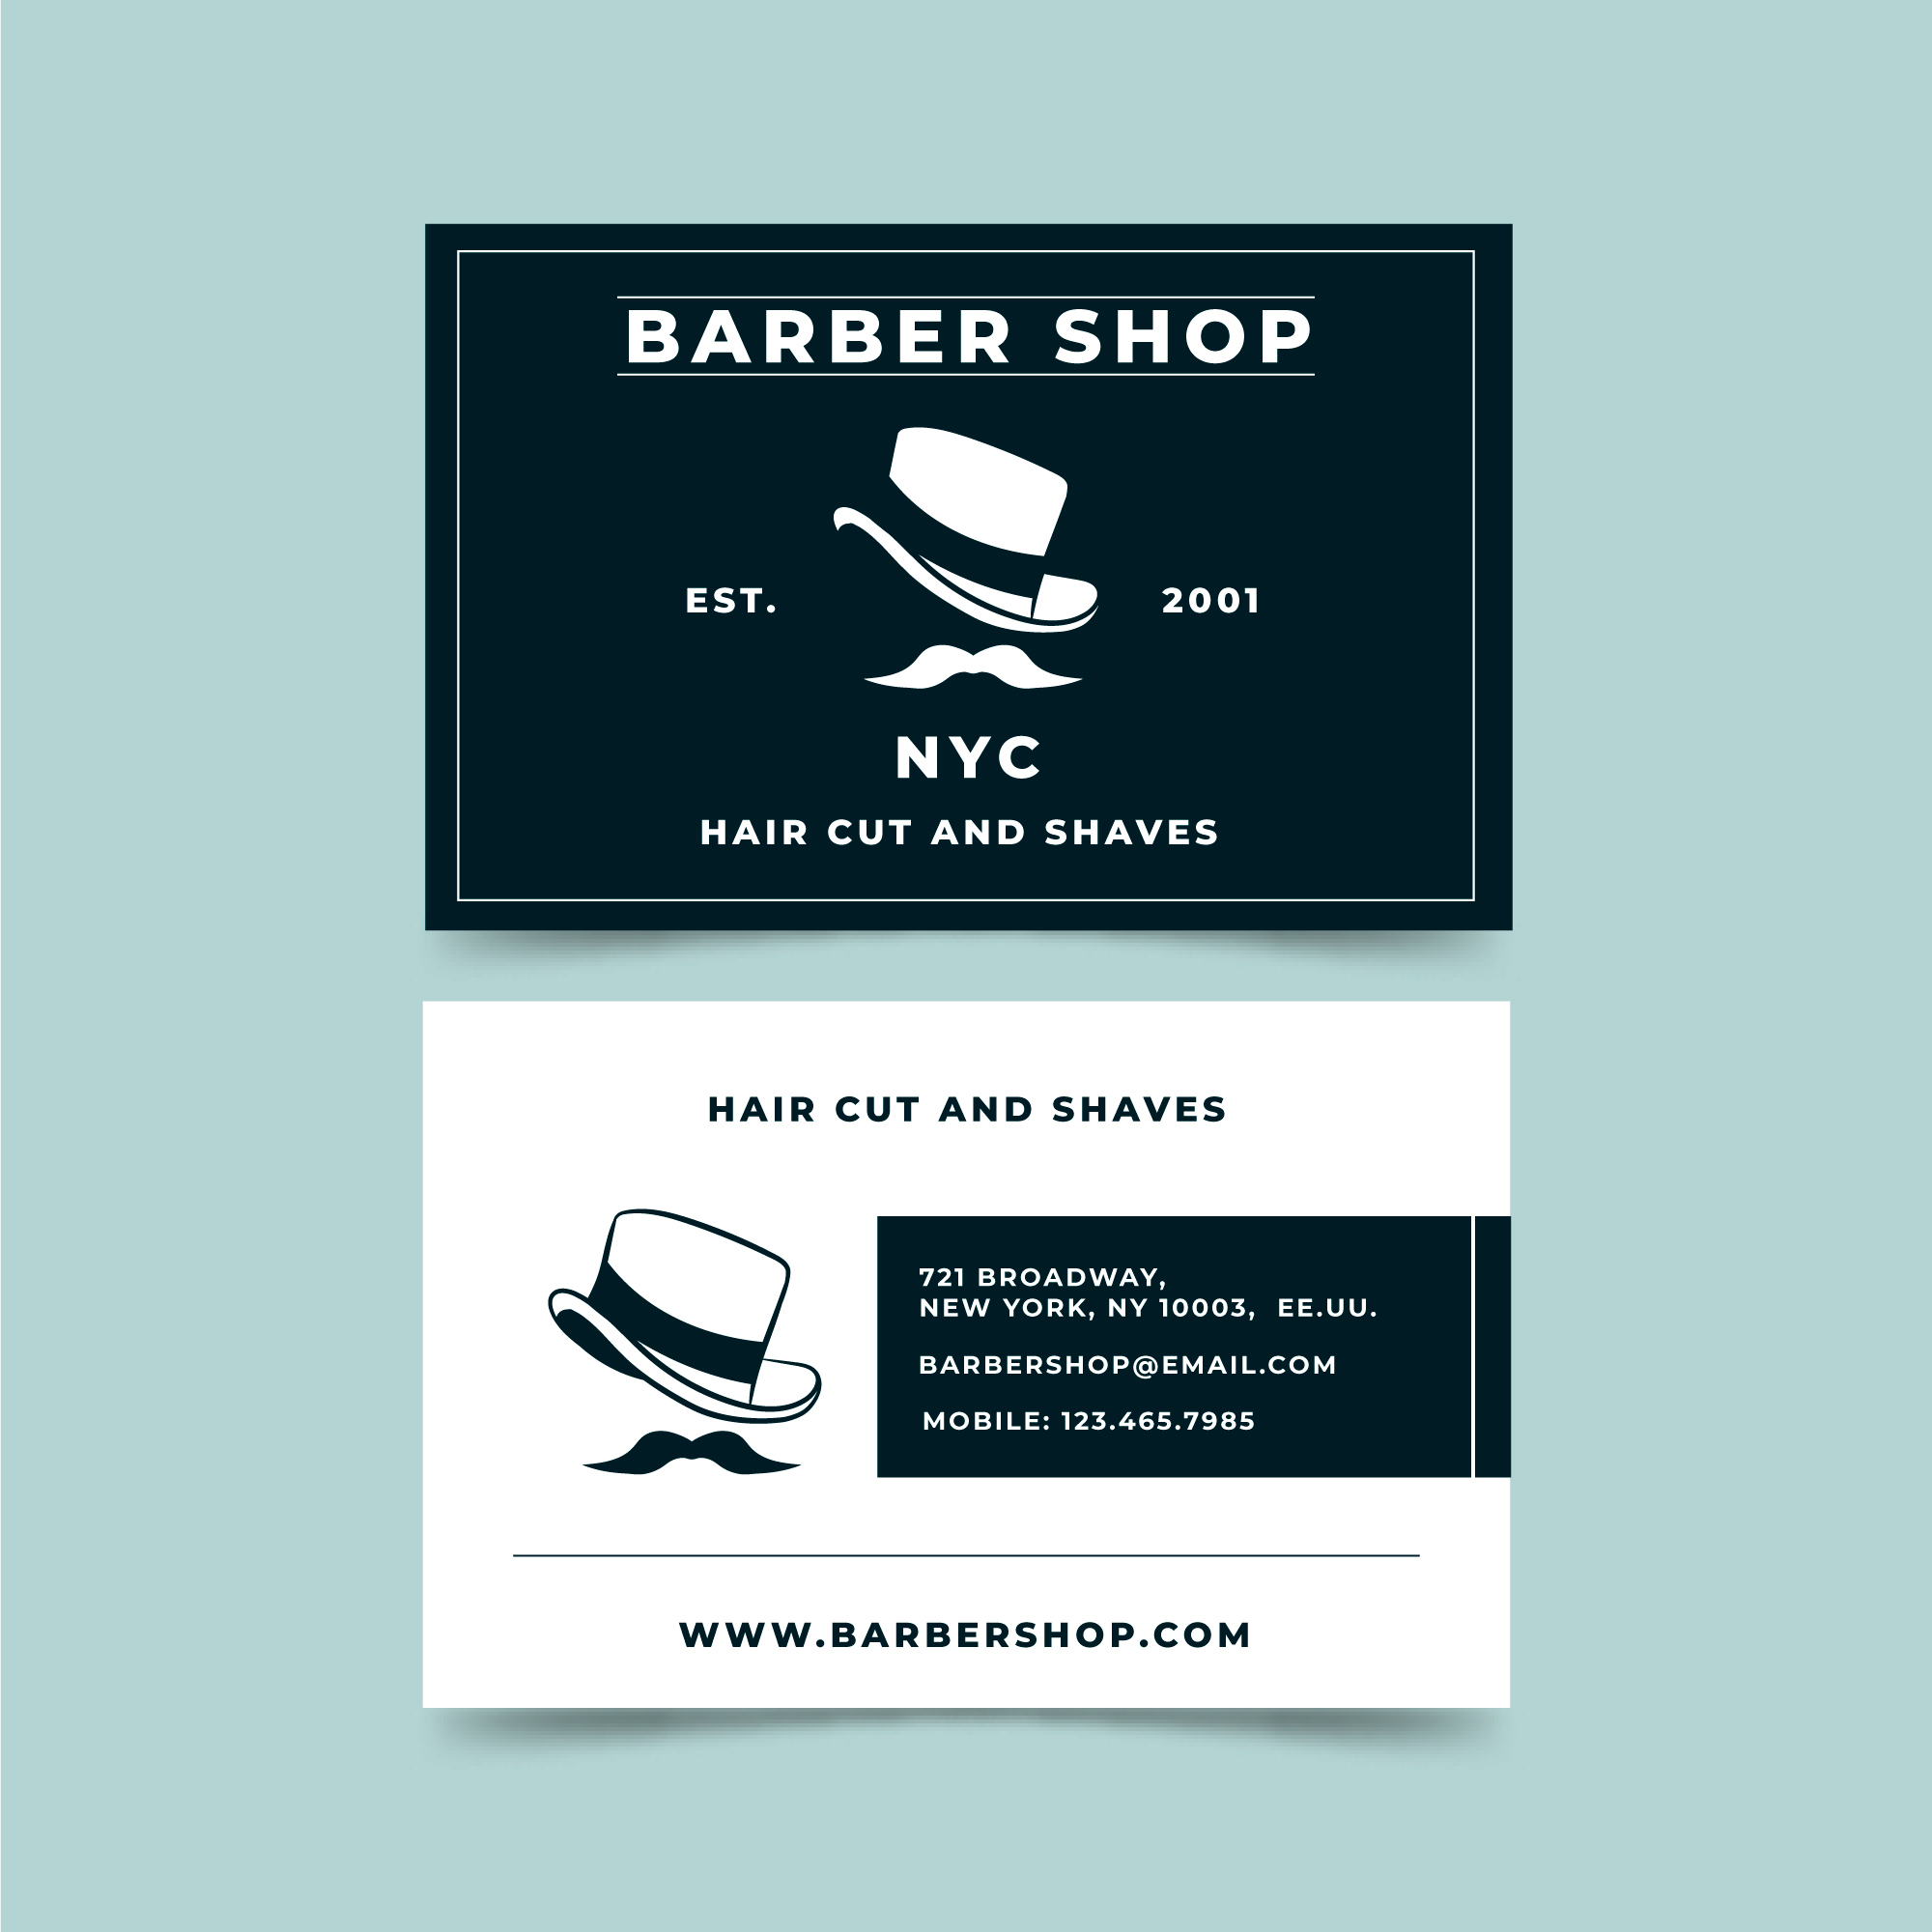 BARBER SHOP
EST. 2001
NYC
HAIR CUT AND SHAVES
HAIR CUT AND SHAVES
721 BROADWAY,
NEW YORK, NY 10003, EE.UU.
BARBERSHOP@EMAIL.COM
MOBILE: 123.465.7985
WWW.BARBERSHOP.COM